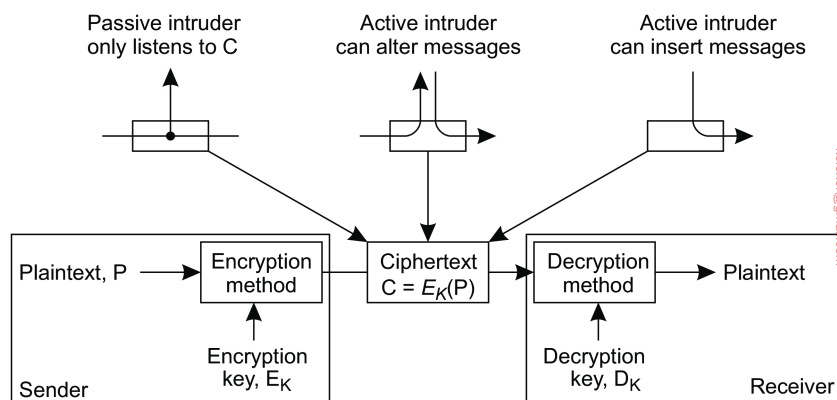 Passive intruder
only listens to C
Active intruder
can alter messages
Active intruder
can insert messages
Plaintext, P
Encryption
method
Ciphertext
C = E_K(P)
Decryption
method
Plaintext
Encryption
key, E_K
Decryption
key, D_K
Sender
Receiver